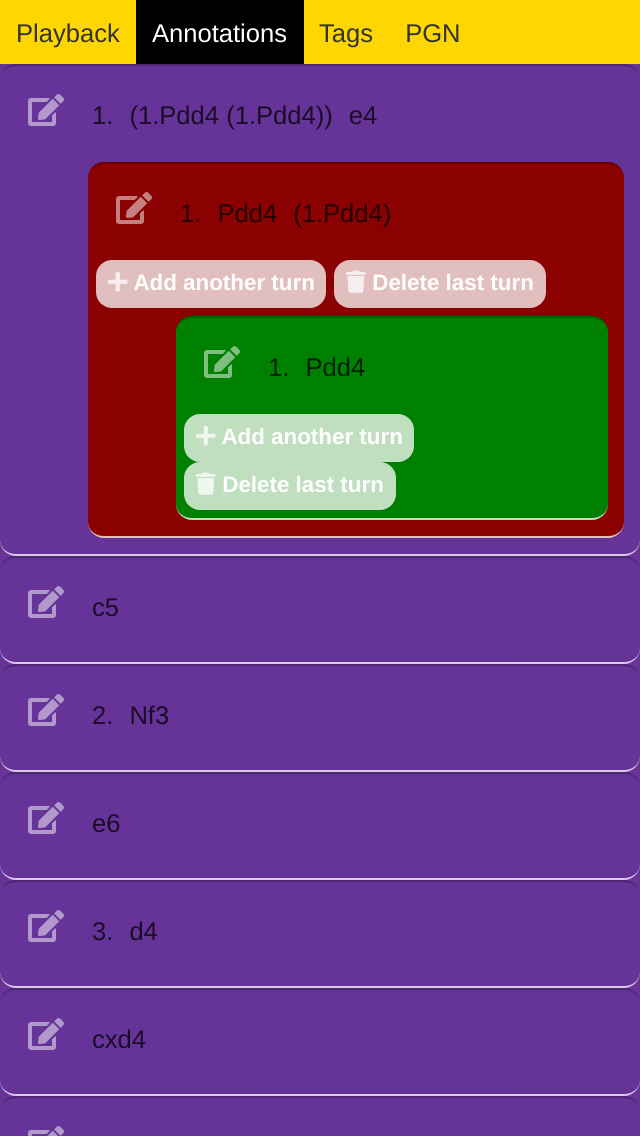 Playback Annotations Tags PGN
1. (1.Pdd4 (1.Pdd4)) e4
1. Pdd4 (1.Pdd4)
Add another turn Delete last turn
1. Pdd4
Add another turn
Delete last turn
c5
2. Nf3
e6
3. d4
cxd4